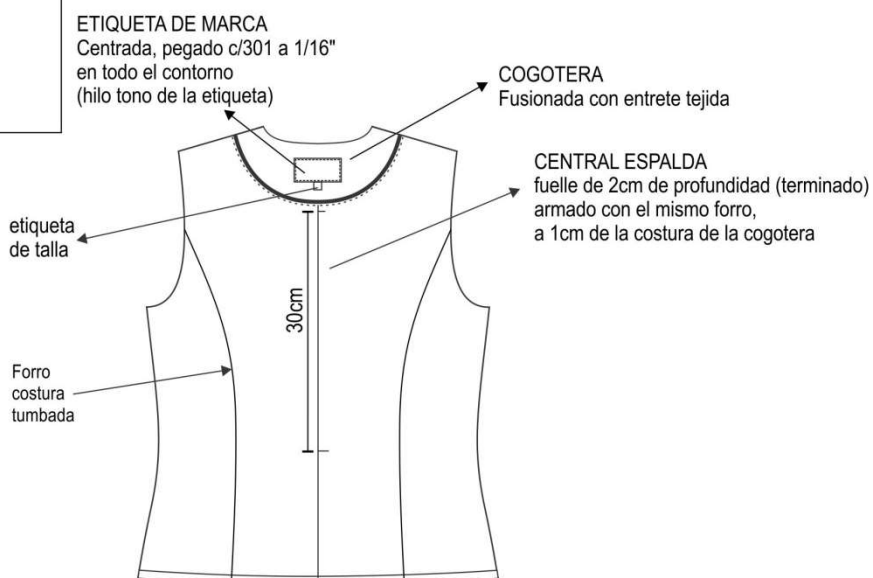 ETIQUETA DE MARCA
Centrada, pegado c/301 a 1/16"
en todo el contorno
(hilo tono de la etiqueta)
COGOTERA
Fusionada con entrete tejida
CENTRAL ESPALDA
fuelle de 2cm de profundidad (terminado)
armado con el mismo forro,
a 1cm de la costura de la cogotera
etiqueta
de talla
30cm
Forro
costura
tumbada